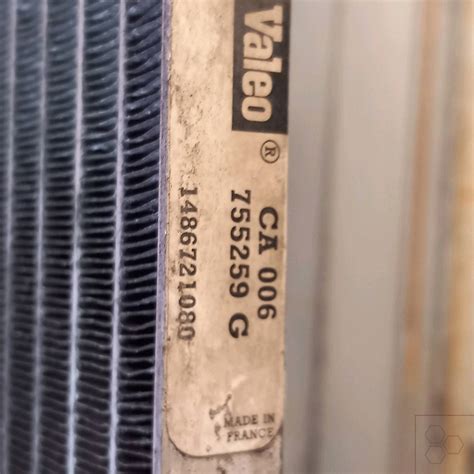 Valeo®
CA 006
755259 G
1486721080
MADE IN
FRANCE